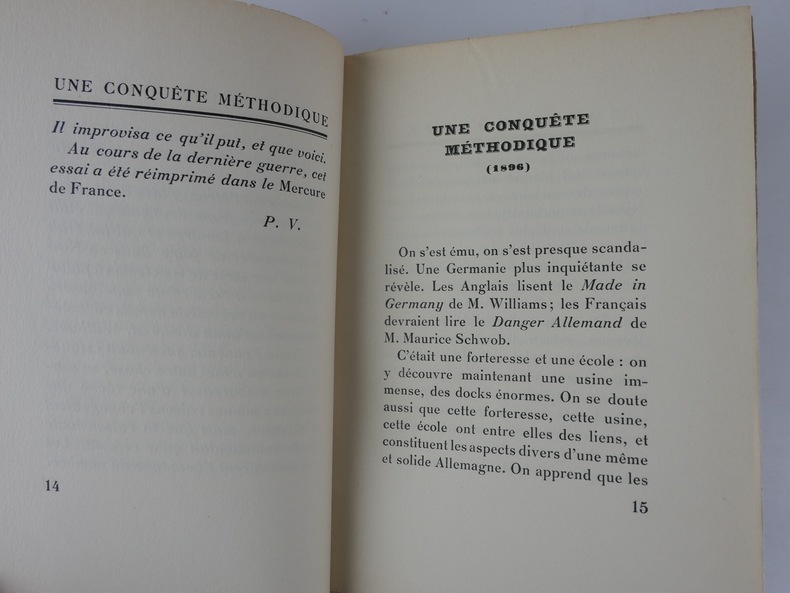 UNE CONQUÊTE MÉTHODIQUE
Il improvisa ce qu'il put, et que voici.
Au cours de la dernière guerre, cet
essai a été réimprimé dans le Mercure
de France.
P. V.
14
UNE CONQUÊTE
MÉTHODIQUE
(1896)
On s'est ému, on s'est presque scanda-
lisé. Une Germanie plus inquiétante se
révèle. Les Anglais lisent le Made in
Germany de M. Williams ; les Français
devraient lire le Danger Allemand de
M. Maurice Schwob.
C'était une forteresse et une école : on
y découvre maintenant une usine im-
mense, des docks énormes. On se doute
aussi que cette forteresse, cette usine,
cette école ont entre elles des liens, et
constituent les aspects divers d'une même
et solide Allemagne. On apprend que les
15